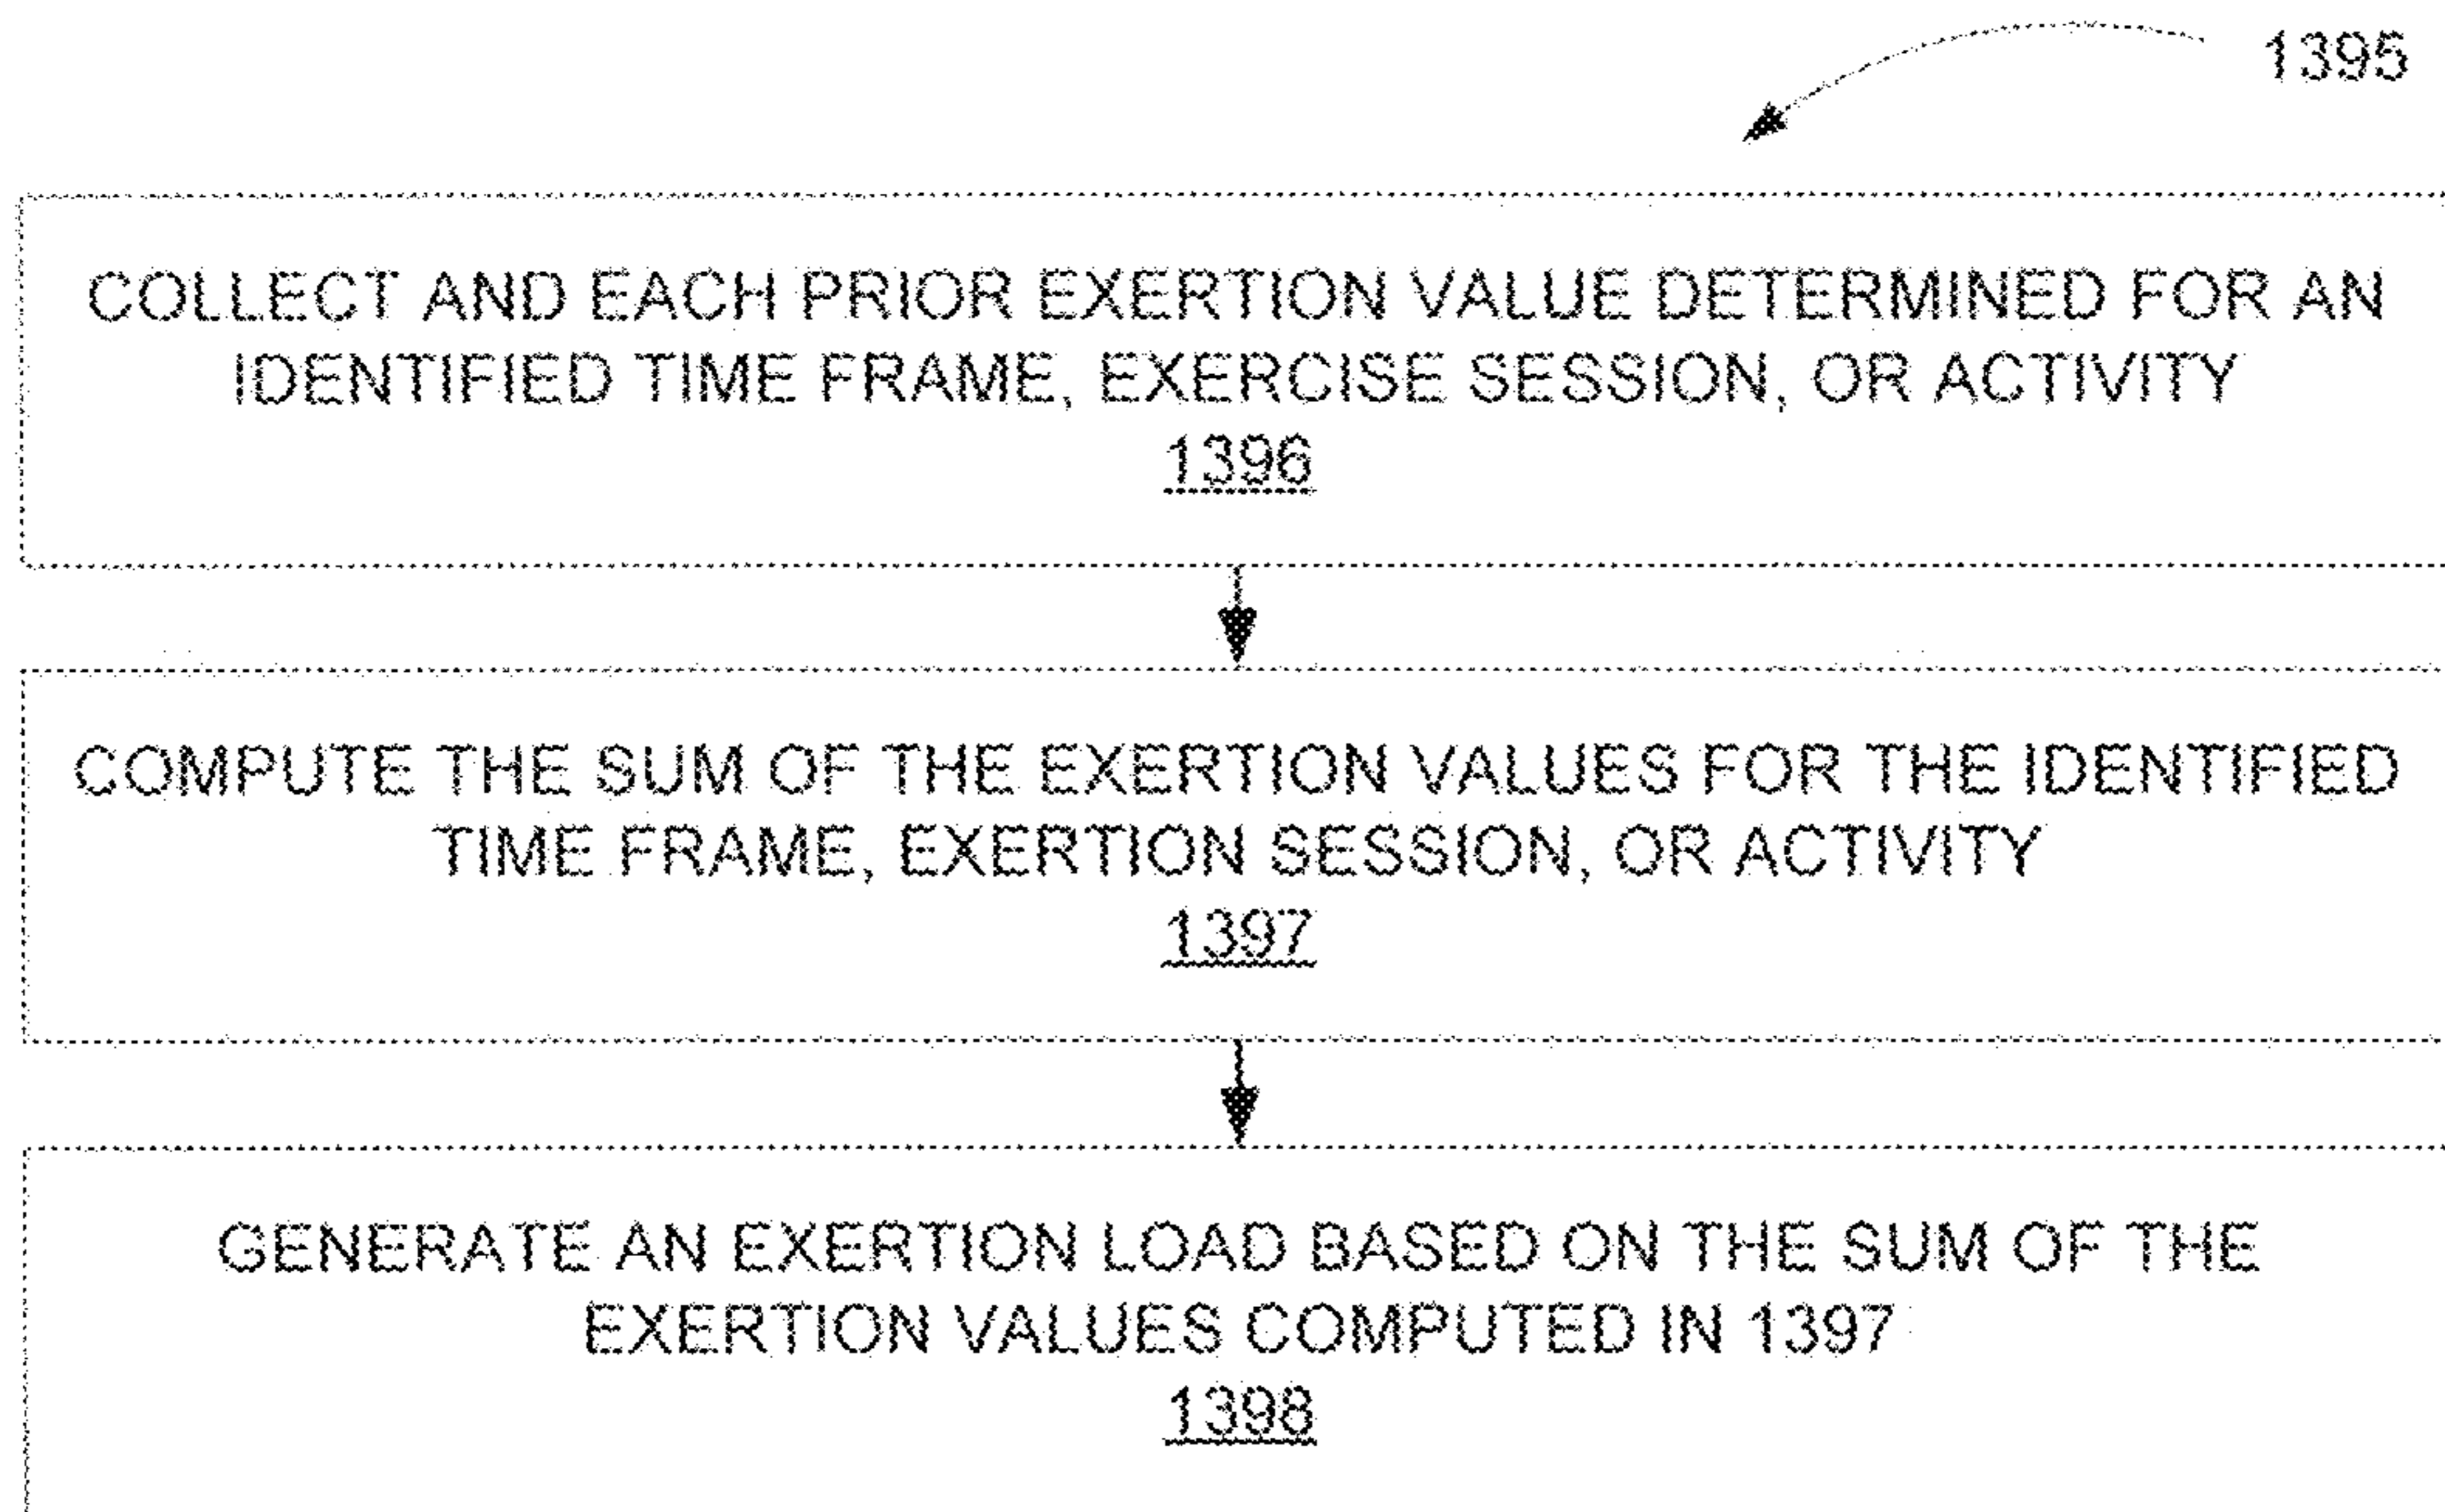 1395
COLLECT AND EACH PRIOR EXERTION VALUE DETERMINED FOR AN
IDENTIFIED TIME FRAME, EXERCISE SESSION, OR ACTIVITY
1396
COMPUTE THE SUM OF THE EXERTION VALUES FOR THE IDENTIFIED
TIME FRAME, EXERTION SESSION, OR ACTIVITY
1397
GENERATE AN EXERTION LOAD BASED ON THE SUM OF THE
EXERTION VALUES COMPUTED IN 1397
1398